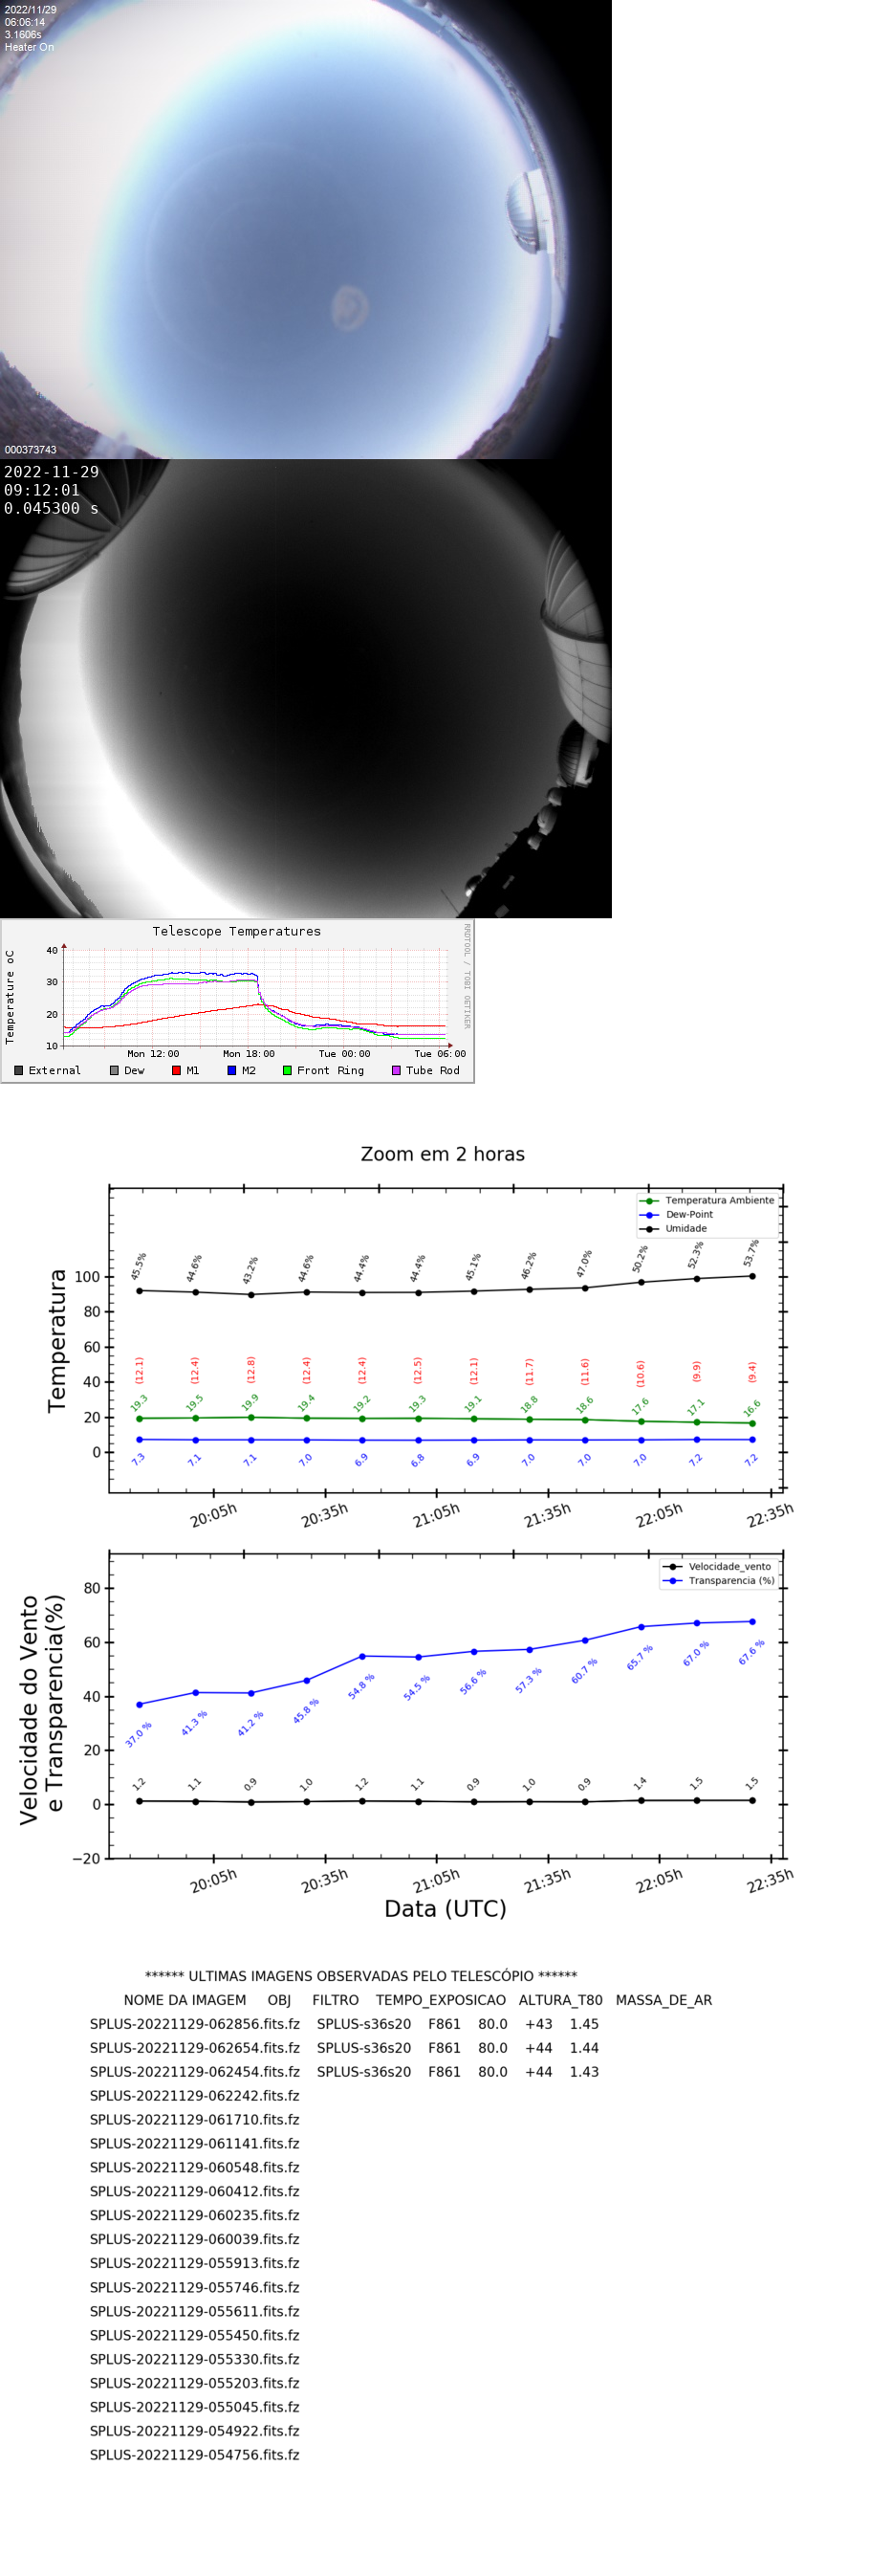 2022/11/29
06:06:14
3.1606s
Heater On
000373743
2022-11-29
09:12:01
0.045300 s
Telescope Temperatures
RRDTOOL / TOBI OETIKER
Temperature oC
40
30
20
10
Mon 12:00 Mon 18:00 Tue 00:00 Tue 06:00
External Dew M1 M2 Front Ring Tube Rod
Zoom em 2 horas
Temperatura
Temperatura Ambiente
Dew-Point
Umidade
100
80
60
40
20
0
45.5% 44.6% 43.2% 44.6% 44.4% 44.4% 45.1% 46.2% 47.0% 50.2% 52.3% 53.7%
(12.1) (12.4) (12.8) (12.4) (12.4) (12.5) (12.1) (11.7) (11.6) (10.6) (9.9) (9.4)
19.3 19.5 19.9 19.4 19.2 19.3 19.1 18.8 18.6 17.6 17.1 16.6
7.3 7.1 7.1 7.0 6.9 6.8 6.9 7.0 7.0 7.0 7.2 7.2
20:05h 20:35h 21:05h 21:35h 22:05h 22:35h
Velocidade do Vento
e Transparencia(%)
Velocidade_vento
Transparencia (%)
80
60
40
20
0
−20
37.0 % 41.3 % 41.2 % 45.8 % 54.8 % 54.5 % 56.6 % 57.3 % 60.7 % 65.7 % 67.0 % 67.6 %
1.2 1.1 0.9 1.0 1.2 1.1 0.9 1.0 0.9 1.4 1.5 1.5
20:05h 20:35h 21:05h 21:35h 22:05h 22:35h
Data (UTC)
****** ULTIMAS IMAGENS OBSERVADAS PELO TELESCÓPIO ******
NOME DA IMAGEM OBJ FILTRO TEMPO_EXPOSICAO ALTURA_T80 MASSA_DE_AR
SPLUS-20221129-062856.fits.fz SPLUS-s36s20 F861 80.0 +43 1.45
SPLUS-20221129-062654.fits.fz SPLUS-s36s20 F861 80.0 +44 1.44
SPLUS-20221129-062454.fits.fz SPLUS-s36s20 F861 80.0 +44 1.43
SPLUS-20221129-062242.fits.fz
SPLUS-20221129-061710.fits.fz
SPLUS-20221129-061141.fits.fz
SPLUS-20221129-060548.fits.fz
SPLUS-20221129-060412.fits.fz
SPLUS-20221129-060235.fits.fz
SPLUS-20221129-060039.fits.fz
SPLUS-20221129-055913.fits.fz
SPLUS-20221129-055746.fits.fz
SPLUS-20221129-055611.fits.fz
SPLUS-20221129-055450.fits.fz
SPLUS-20221129-055330.fits.fz
SPLUS-20221129-055203.fits.fz
SPLUS-20221129-055045.fits.fz
SPLUS-20221129-054922.fits.fz
SPLUS-20221129-054756.fits.fz